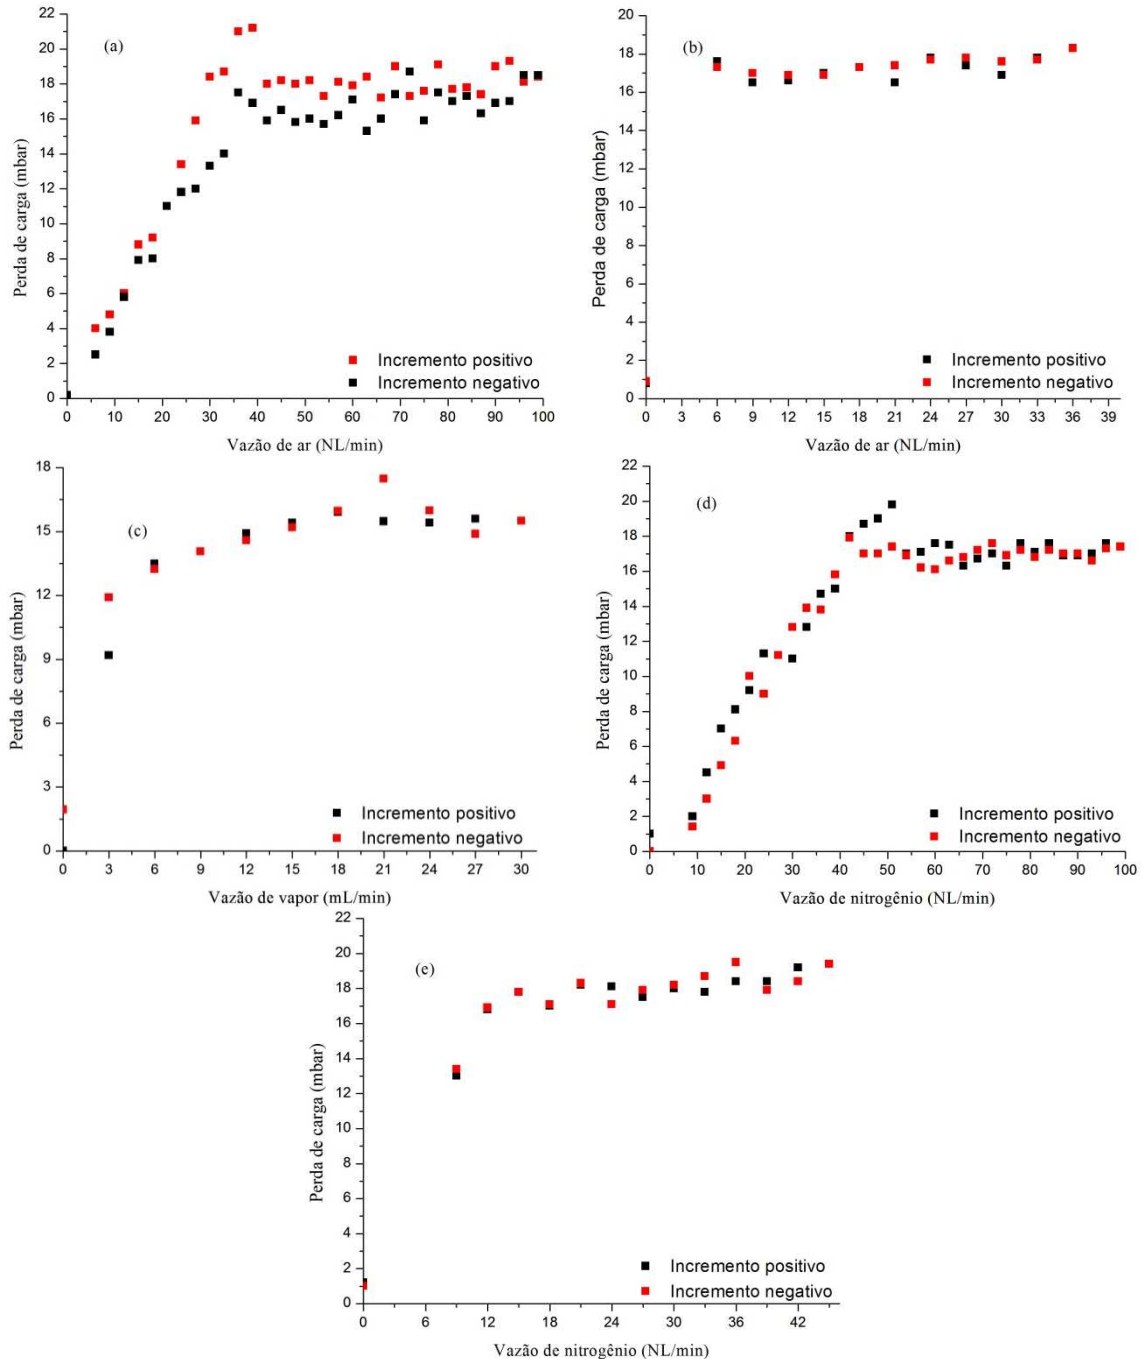 (a)
Perda de carga (mbar)
22
20
18
16
14
12
10
8
6
4
2
0
Incremento positivo
Incremento negativo
0 10 20 30 40 50 60 70 80 90 100
Vazão de ar (NL/min)
(b)
Perda de carga (mbar)
20
18
16
14
12
10
8
6
4
2
0
Incremento positivo
Incremento negativo
0 3 6 9 12 15 18 21 24 27 30 33 36 39
Vazão de ar (NL/min)
(c)
Perda de carga (mbar)
18
15
12
9
6
3
0
Incremento positivo
Incremento negativo
0 3 6 9 12 15 18 21 24 27 30
Vazão de vapor (mL/min)
(d)
Perda de carga (mbar)
22
20
18
16
14
12
10
8
6
4
2
0
Incremento positivo
Incremento negativo
0 10 20 30 40 50 60 70 80 90 100
Vazão de nitrogênio (NL/min)
(e)
Perda de carga (mbar)
22
20
18
16
14
12
10
8
6
4
2
0
Incremento positivo
Incremento negativo
0 6 12 18 24 30 36 42
Vazão de nitrogênio (NL/min)